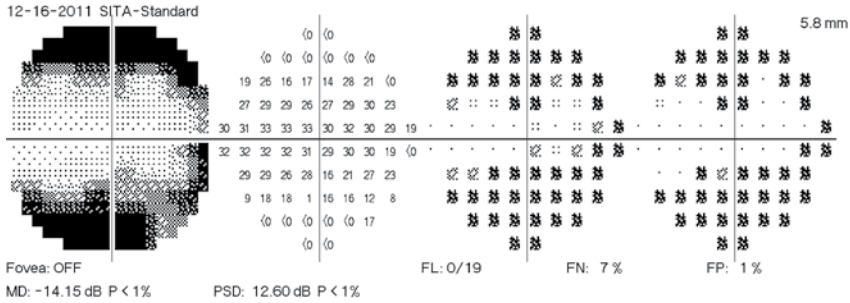 12-16-2011 SITA-Standard
5.8 mm
⟨0 ⟨0
⟨0 ⟨0 ⟨0 ⟨0 ⟨0 ⟨0
19 26 16 17 14 28 21 ⟨0
27 29 29 26 27 29 30 23
30 31 33 33 33 30 32 30 29 19
32 32 32 32 31 29 30 30 19 ⟨0
29 29 26 28 16 21 27 23
9 18 18 1 16 16 12 8
⟨0 ⟨0 ⟨0 ⟨0 ⟨0 17
⟨0 ⟨0
Fovea: OFF
FL: 0/19 FN: 7 % FP: 1 %
MD: -14.15 dB P < 1% PSD: 12.60 dB P < 1%